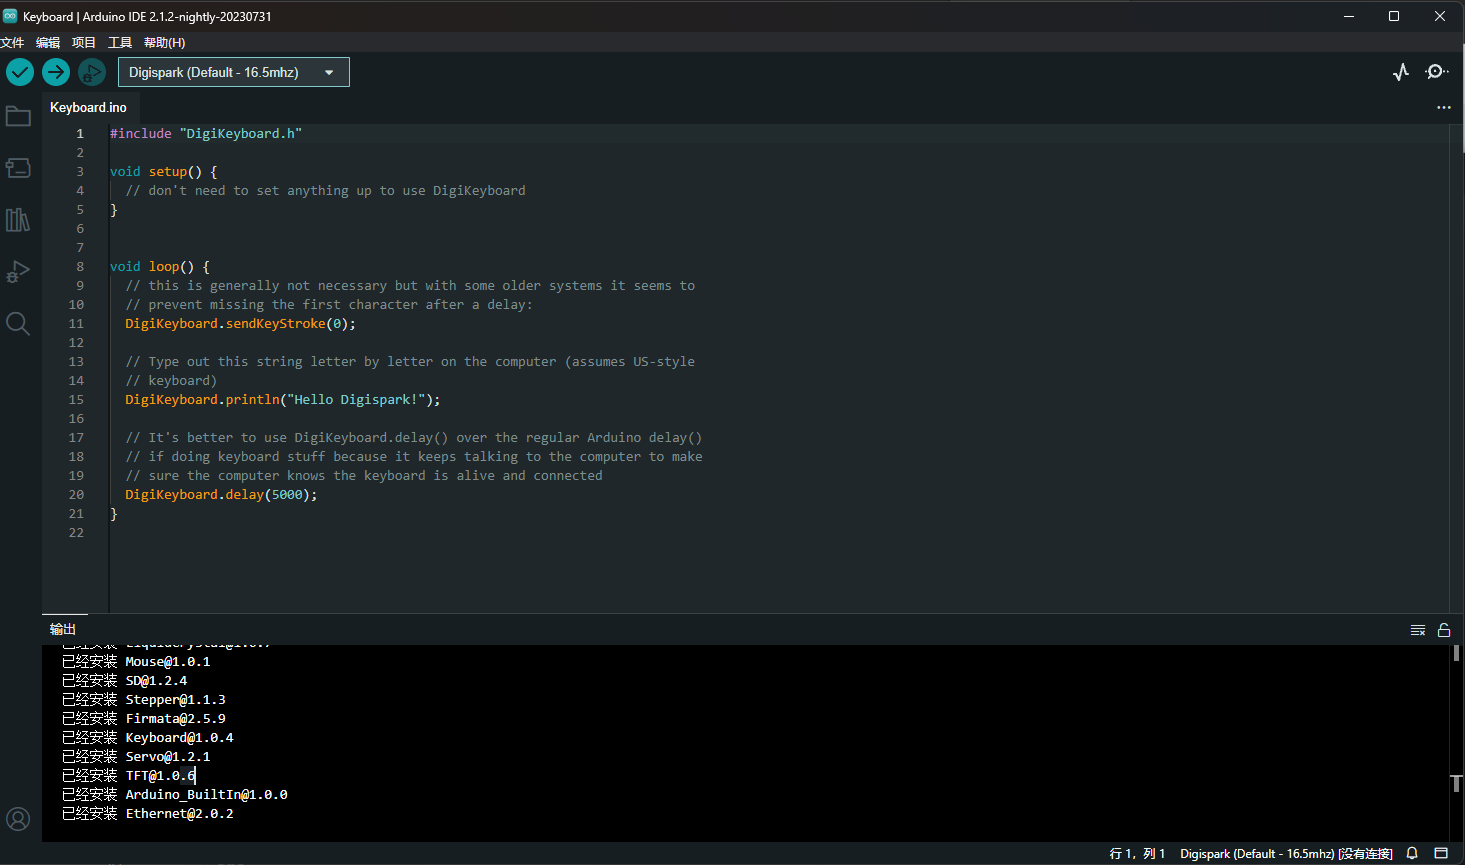 Keyboard | Arduino IDE 2.1.2-nightly-20230731
文件 编辑 项目 工具 帮助(H)
Digispark (Default - 16.5mhz)
Keyboard.ino
1 #include "DigiKeyboard.h"
2
3 void setup() {
4 // don't need to set anything up to use DigiKeyboard
5 }
6
7
8 void loop() {
9 // this is generally not necessary but with some older systems it seems to
10 // prevent missing the first character after a delay:
11 DigiKeyboard.sendKeyStroke(0);
12
13 // Type out this string letter by letter on the computer (assumes US-style
14 // keyboard)
15 DigiKeyboard.println("Hello Digispark!");
16
17 // It's better to use DigiKeyboard.delay() over the regular Arduino delay()
18 // if doing keyboard stuff because it keeps talking to the computer to make
19 // sure the computer knows the keyboard is alive and connected
20 DigiKeyboard.delay(5000);
21 }
22
输出
已经安装 Mouse@1.0.1
已经安装 SD@1.2.4
已经安装 Stepper@1.1.3
已经安装 Firmata@2.5.9
已经安装 Keyboard@1.0.4
已经安装 Servo@1.2.1
已经安装 TFT@1.0.6
已经安装 Arduino_BuiltIn@1.0.0
已经安装 Ethernet@2.0.2
行 1，列 1 Digispark (Default - 16.5mhz) [没有连接]